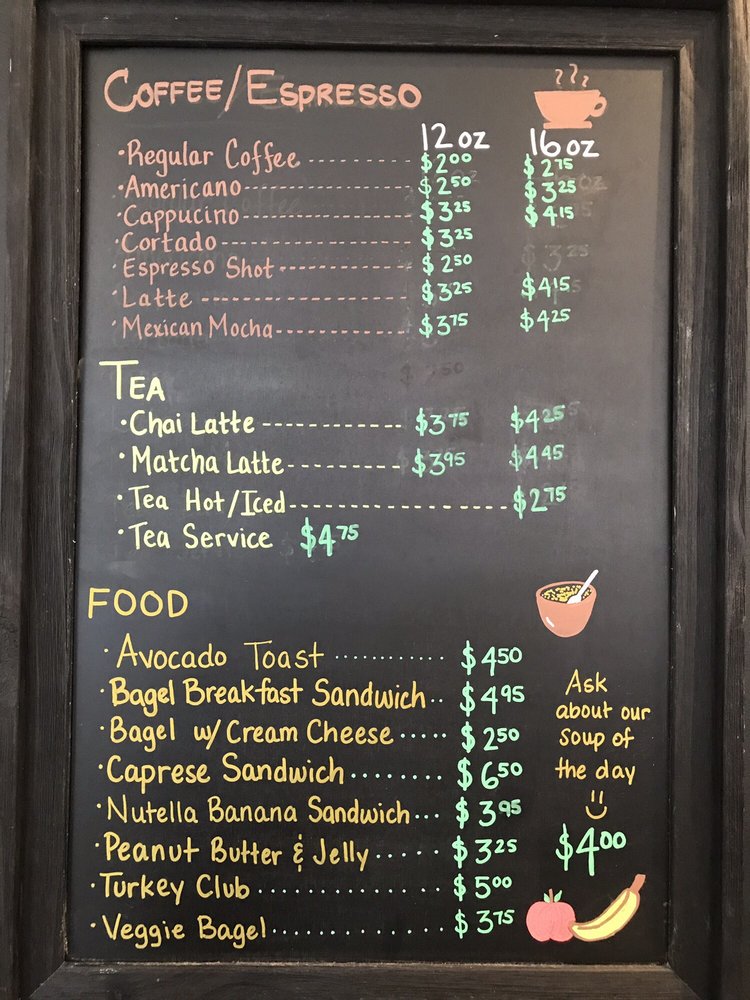 COFFEE/ESPRESSO
12 oz 16 oz
·Regular Coffee ------------ $2.00 $2.75
·Americano ------------ $2.50 $3.25
·Cappucino ------------ $3.25 $4.15
·Cortado ------------ $3.25
·Espresso Shot ------------ $2.50
·Latte ------------ $3.25 $4.15
·Mexican Mocha ------------ $3.75 $4.25
TEA
·Chai Latte ------------ $3.75 $4.25
·Matcha Latte --------- $3.95 $4.45
·Tea Hot/Iced ------------------ $2.75
·Tea Service $4.75
FOOD
·Avocado Toast ........... $4.50
·Bagel Breakfast Sandwich .. $4.95
·Bagel w/ Cream Cheese ..... $2.50
·Caprese Sandwich ........ $6.50
·Nutella Banana Sandwich ... $3.95
·Peanut Butter & Jelly ..... $3.25
·Turkey Club ............. $5.00
·Veggie Bagel ............. $3.75
Ask
about our
soup of
the day
$4.00